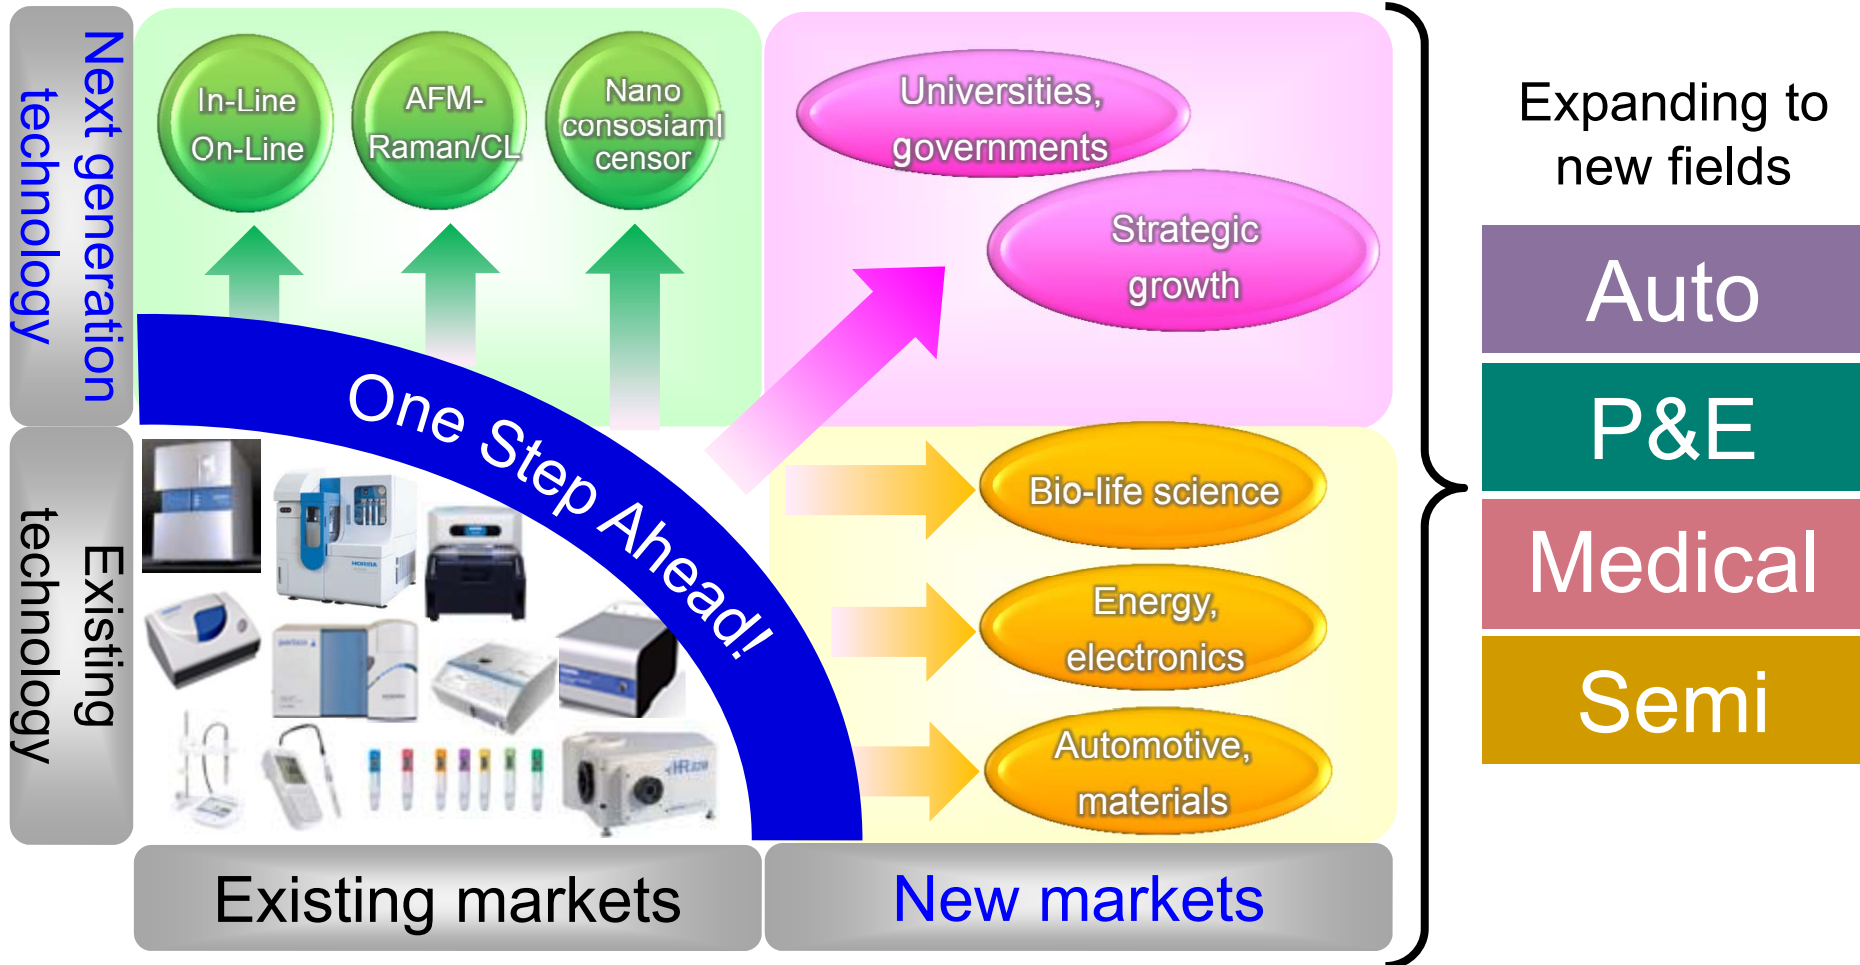 Next generation
technology
In-Line
On-Line
AFM-
Raman/CL
Nano
consosiaml
censor
Universities,
governments
Strategic
growth
One Step Ahead!
Existing
technology
HORIBA
Bio-life science
Energy,
electronics
Automotive,
materials
Existing markets
New markets
Expanding to
new fields
Auto
P&E
Medical
Semi